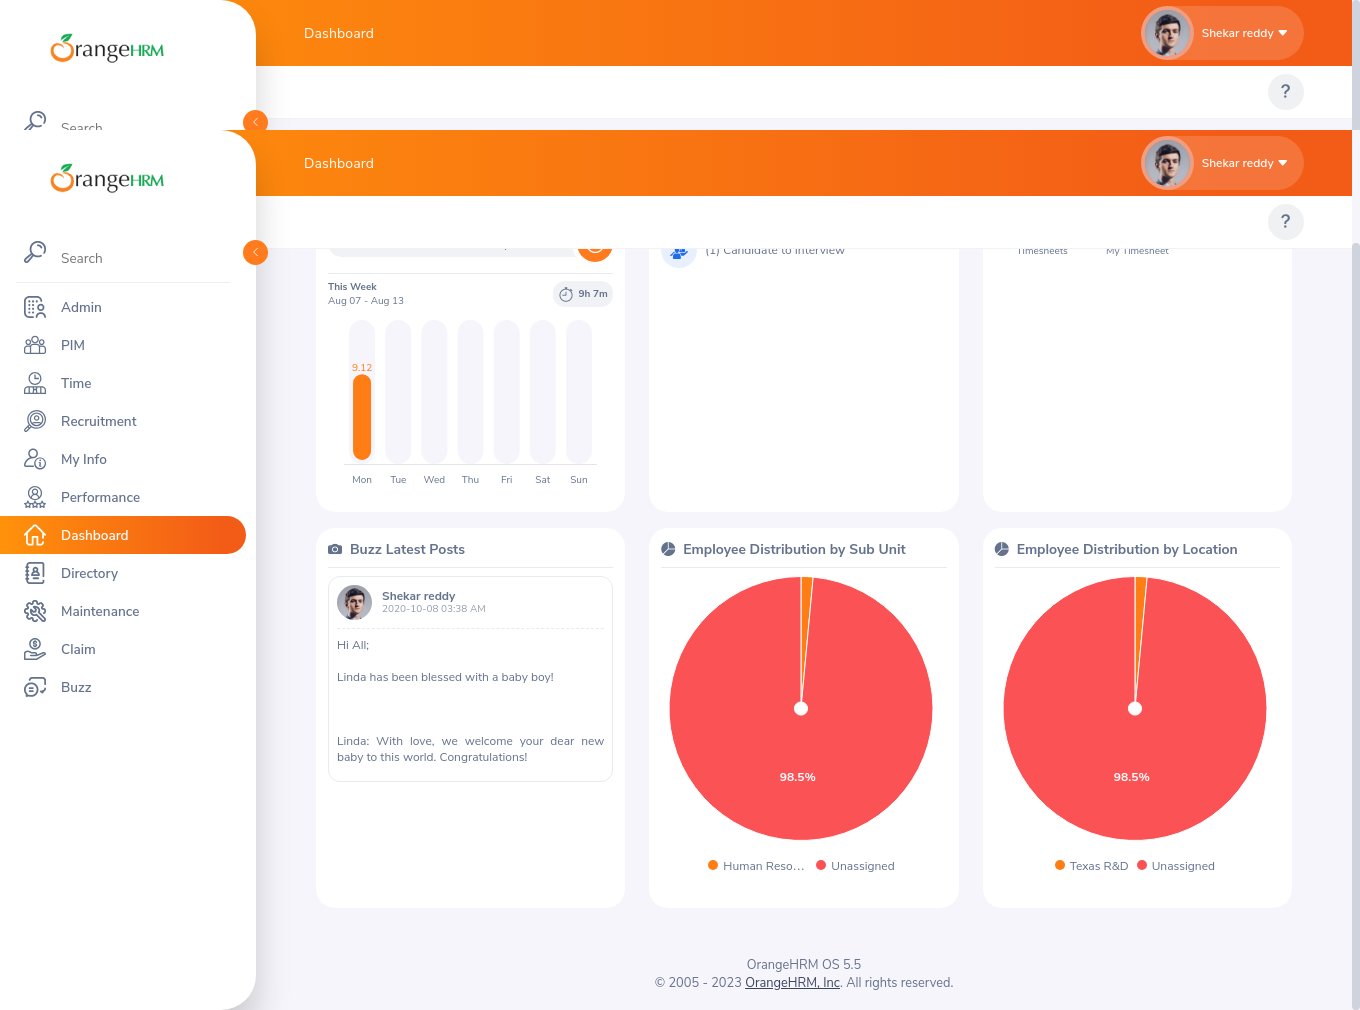 OrangeHRM
Dashboard
Shekar reddy
?
Search
OrangeHRM
Dashboard
Shekar reddy
?
Search
Admin
PIM
Time
Recruitment
My Info
Performance
Dashboard
Directory
Maintenance
Claim
Buzz
This Week
Aug 07 - Aug 13
9h 7m
9.12
Mon Tue Wed Thu Fri Sat Sun
(1) Candidate to Interview
Timesheets My Timesheet
Buzz Latest Posts
Shekar reddy
2020-10-08 03:38 AM
Hi All;
Linda has been blessed with a baby boy!
Linda: With love, we welcome your dear new
baby to this world. Congratulations!
Employee Distribution by Sub Unit
98.5%
Human Reso... Unassigned
Employee Distribution by Location
98.5%
Texas R&D Unassigned
OrangeHRM OS 5.5
© 2005 - 2023 OrangeHRM, Inc. All rights reserved.